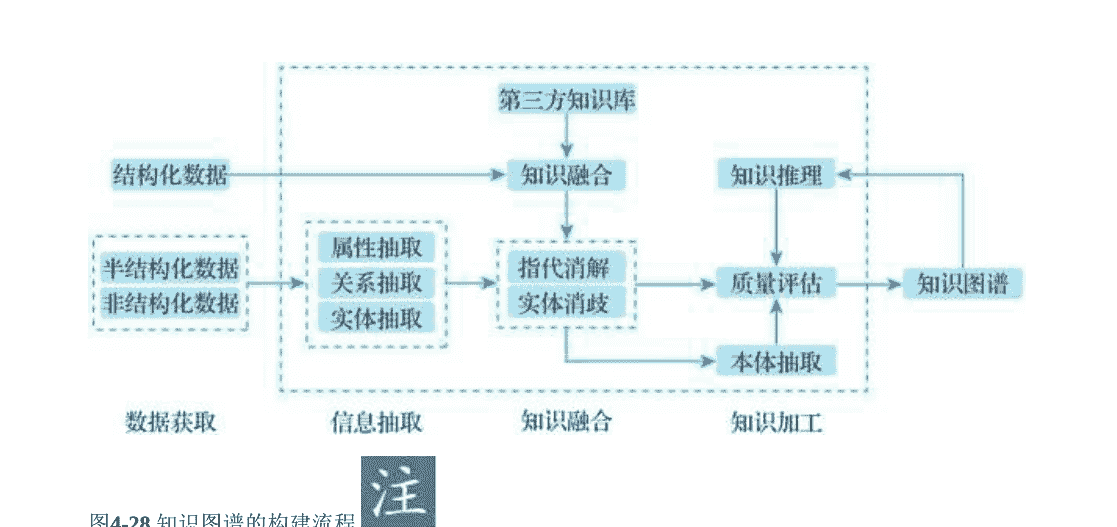 第三方知识库
结构化数据
知识融合
知识推理
半结构化数据
非结构化数据
属性抽取
关系抽取
实体抽取
指代消解
实体消歧
质量评估
知识图谱
本体抽取
数据获取
信息抽取
知识融合
知识加工
图4-28 知识图谱的构建流程
注